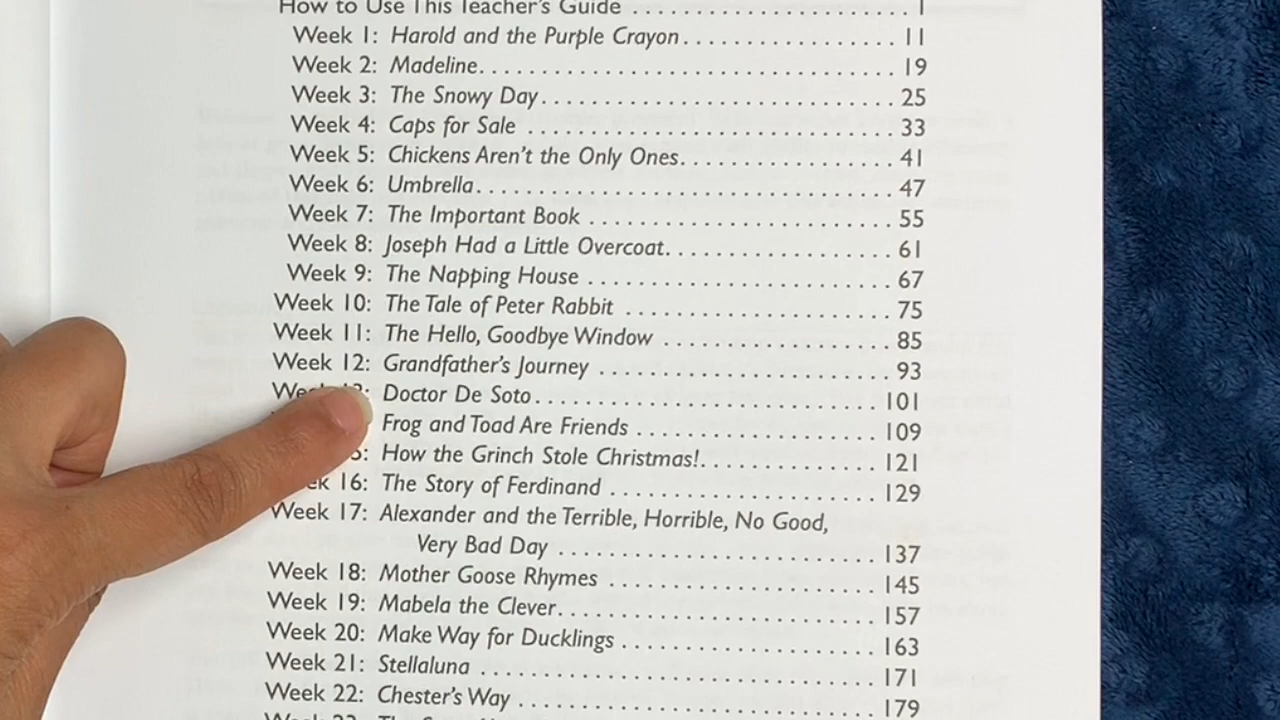 How to Use This Teacher's Guide . . . . . . . . . . . . . . . . . . . . . . . . 1
Week 1: Harold and the Purple Crayon . . . . . . . . . . . . . . . . . . 11
Week 2: Madeline. . . . . . . . . . . . . . . . . . . . . . . . . . . . . . . . . . . 19
Week 3: The Snowy Day . . . . . . . . . . . . . . . . . . . . . . . . . . . . . 25
Week 4: Caps for Sale . . . . . . . . . . . . . . . . . . . . . . . . . . . . . . 33
Week 5: Chickens Aren't the Only Ones. . . . . . . . . . . . . . . . . . 41
Week 6: Umbrella. . . . . . . . . . . . . . . . . . . . . . . . . . . . . . . . . . . 47
Week 7: The Important Book . . . . . . . . . . . . . . . . . . . . . . . . . 55
Week 8: Joseph Had a Little Overcoat. . . . . . . . . . . . . . . . . . . 61
Week 9: The Napping House . . . . . . . . . . . . . . . . . . . . . . . . . 67
Week 10: The Tale of Peter Rabbit . . . . . . . . . . . . . . . . . . . . . . 75
Week 11: The Hello, Goodbye Window . . . . . . . . . . . . . . . . . . . 85
Week 12: Grandfather's Journey . . . . . . . . . . . . . . . . . . . . . . . . 93
Doctor De Soto . . . . . . . . . . . . . . . . . . . . . . . . . . . . 101
Frog and Toad Are Friends . . . . . . . . . . . . . . . . . . . . 109
How the Grinch Stole Christmas!. . . . . . . . . . . . . . . 121
16: The Story of Ferdinand . . . . . . . . . . . . . . . . . . . . . . 129
Week 17: Alexander and the Terrible, Horrible, No Good,
Very Bad Day . . . . . . . . . . . . . . . . . . . . . . . . . . 137
Week 18: Mother Goose Rhymes . . . . . . . . . . . . . . . . . . . . . . 145
Week 19: Mabela the Clever. . . . . . . . . . . . . . . . . . . . . . . . . . 157
Week 20: Make Way for Ducklings . . . . . . . . . . . . . . . . . . . . . 163
Week 21: Stellaluna . . . . . . . . . . . . . . . . . . . . . . . . . . . . . . . . . 171
Week 22: Chester's Way . . . . . . . . . . . . . . . . . . . . . . . . . . . . . 179